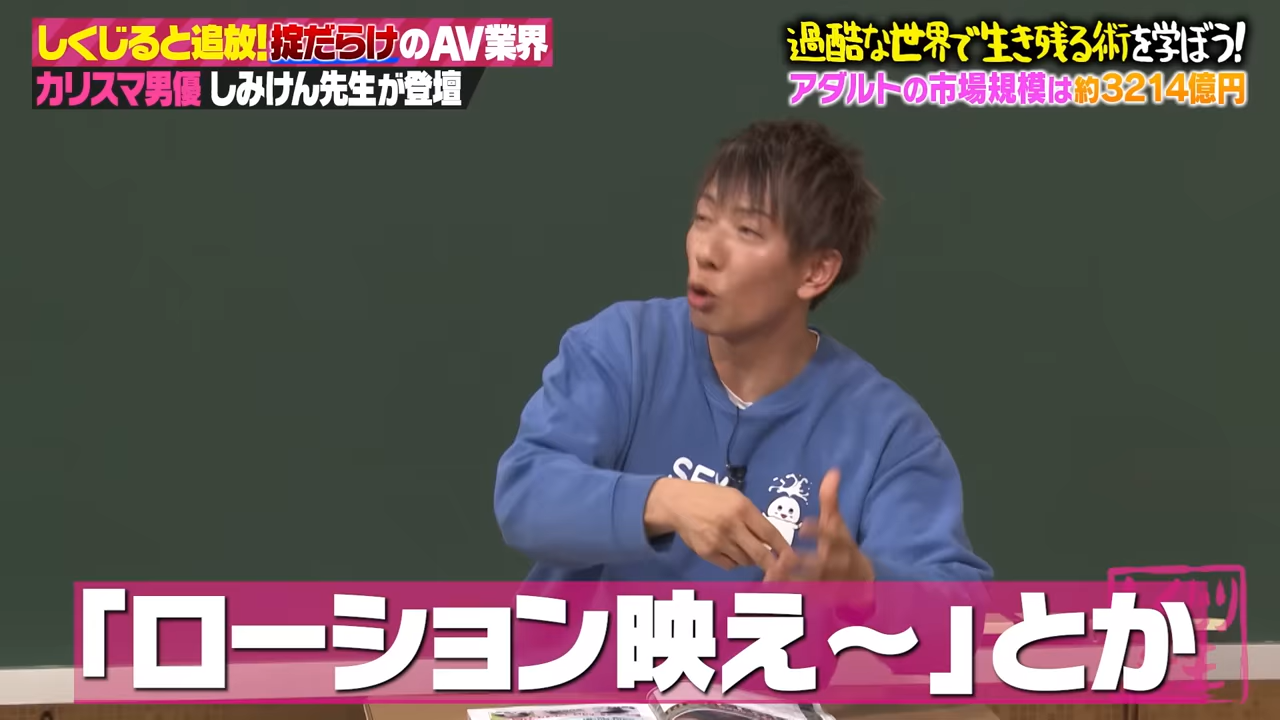 しくじると追放!掟だらけのAV業界
カリスマ男優 しみけん先生が登壇
過酷な世界で生き残る術を学ぼう!
アダルトの市場規模は約3214億円
「ローション映え～」とか